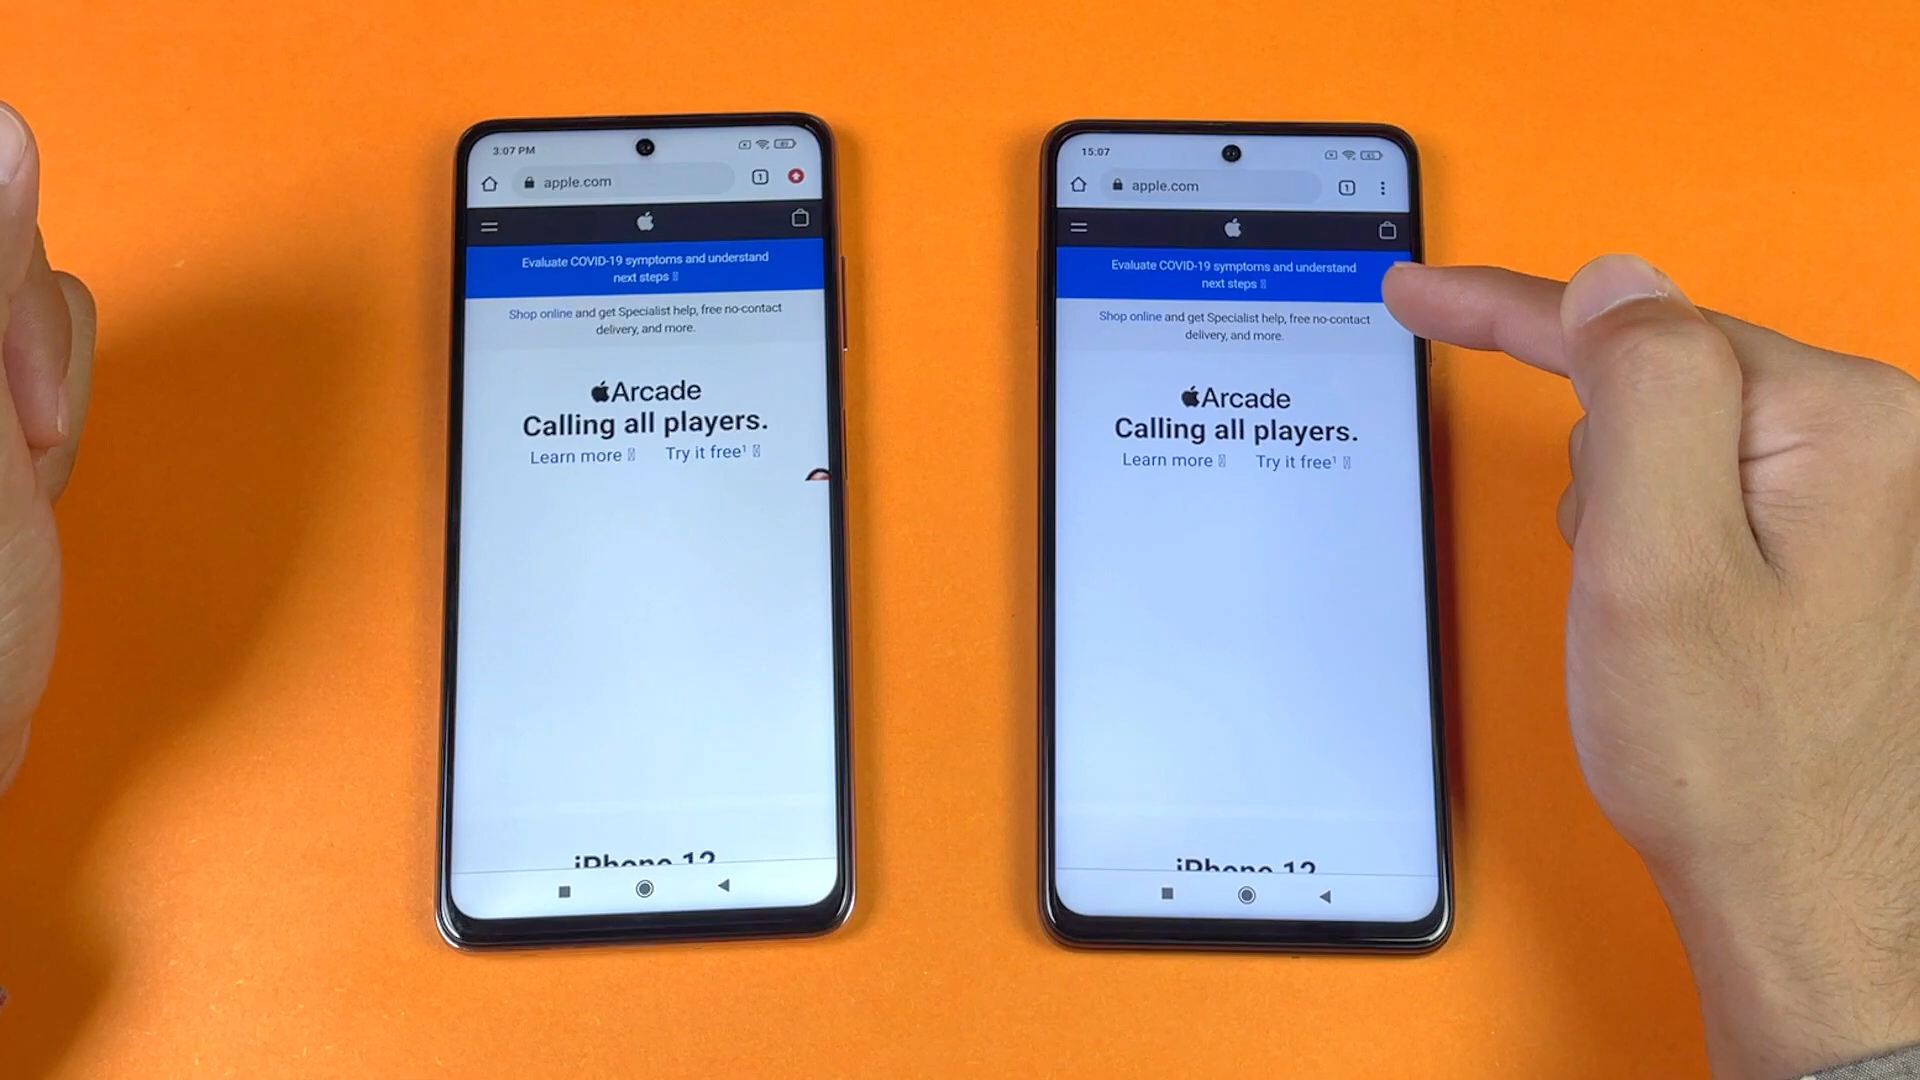 3:07 PM
apple.com
1
Evaluate COVID-19 symptoms and understand
next steps
Shop online and get Specialist help, free no-contact
delivery, and more.
Arcade
Calling all players.
Learn more Try it free¹
iPhone 12
15:07
apple.com
1
Evaluate COVID-19 symptoms and understand
next steps
Shop online and get Specialist help, free no-contact
delivery, and more.
Arcade
Calling all players.
Learn more Try it free¹
iPhone 12